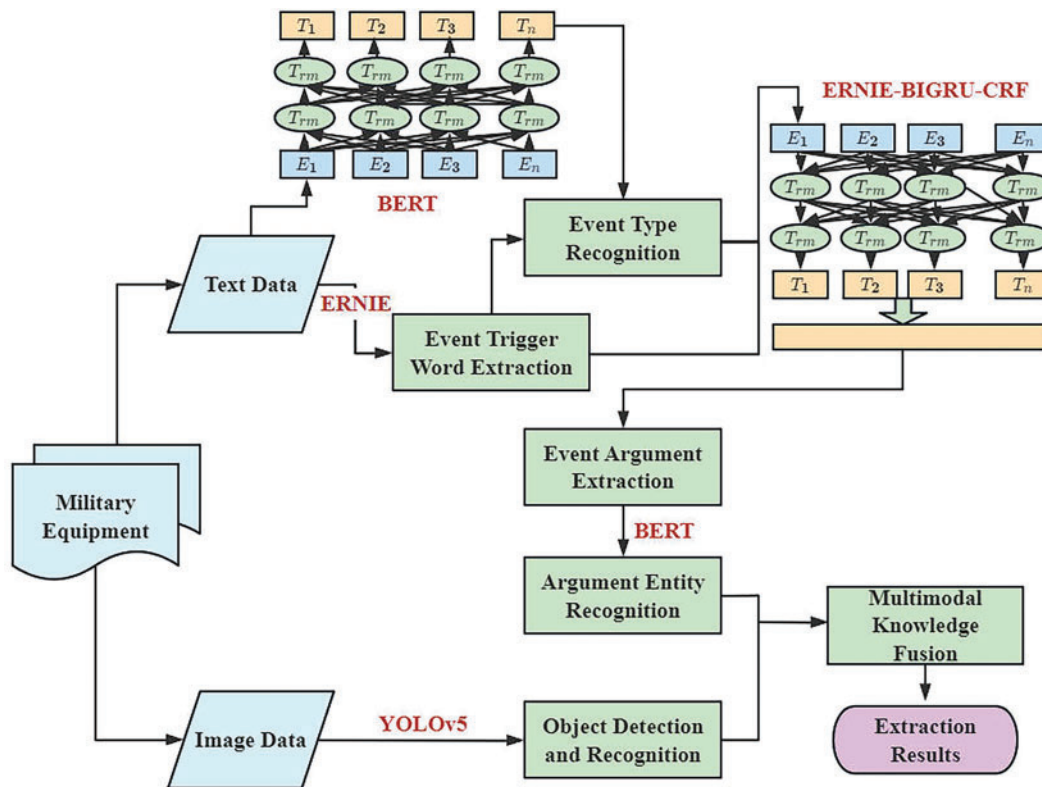 T1 T2 T3 Tn
Trm Trm Trm Trm
Trm Trm Trm Trm
E1 E2 E3 En
BERT
ERNIE-BIGRU-CRF
E1 E2 E3 En
Trm Trm Trm Trm
Trm Trm Trm Trm
T1 T2 T3 Tn
Text Data
ERNIE
Event Type
Recognition
Event Trigger
Word Extraction
Event Argument
Extraction
Military
Equipment
BERT
Argument Entity
Recognition
Multimodal
Knowledge
Fusion
Image Data
YOLOv5
Object Detection
and Recognition
Extraction
Results